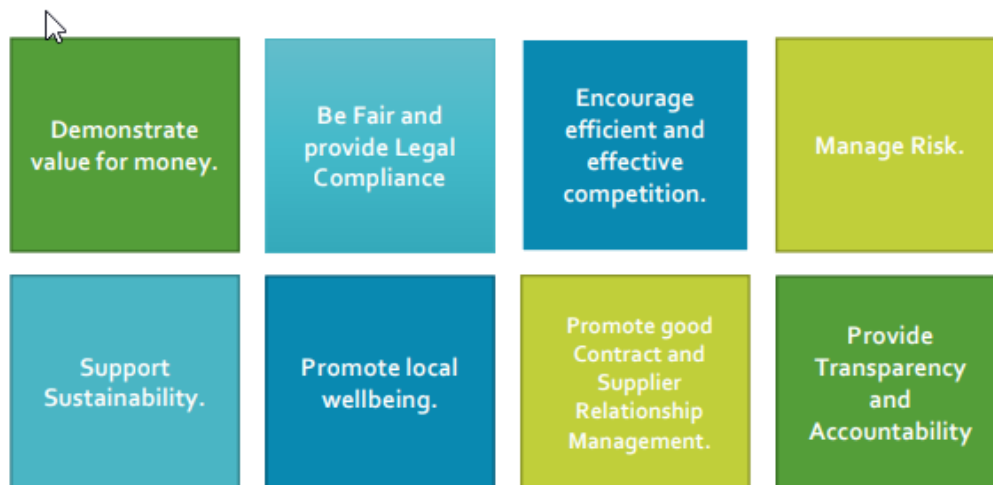 Demonstrate
value for money.
Be Fair and
provide Legal
Compliance
Encourage
efficient and
effective
competition.
Manage Risk.
Support
Sustainability.
Promote local
wellbeing.
Promote good
Contract and
Supplier
Relationship
Management.
Provide
Transparency
and
Accountability